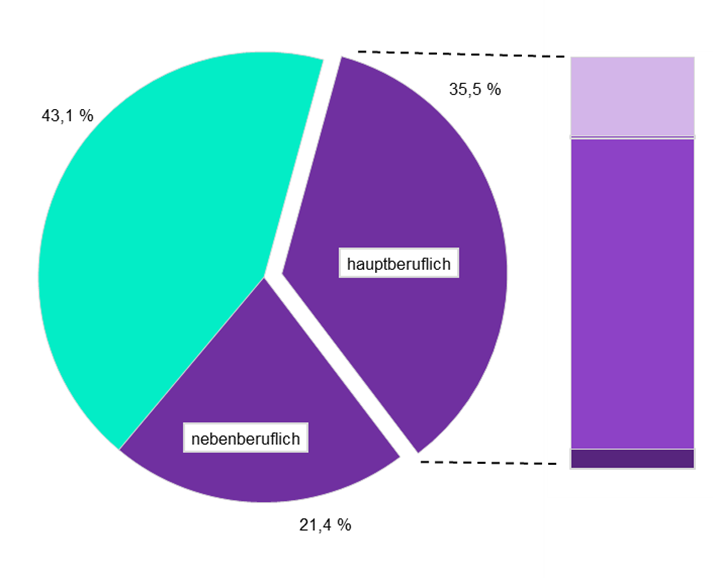 35,5 %
43,1 %
hauptberuflich
nebenberuflich
21,4 %